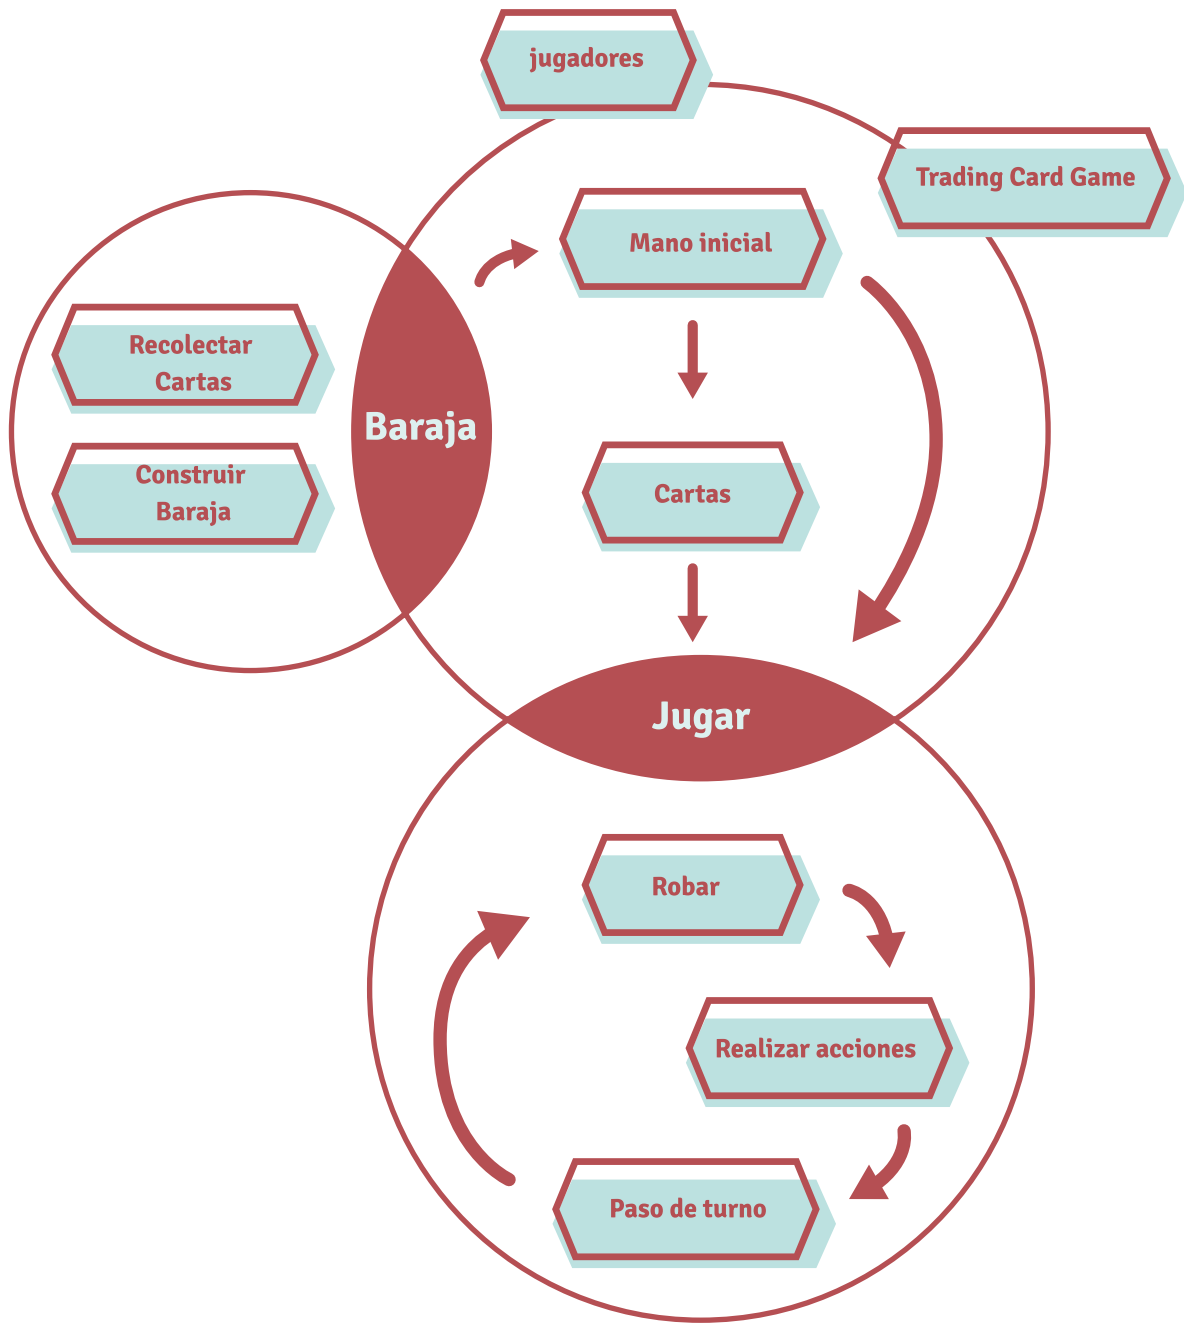 jugadores
Trading Card Game
Mano inicial
Recolectar
Cartas
Baraja
Construir
Baraja
Cartas
Jugar
Robar
Realizar acciones
Paso de turno